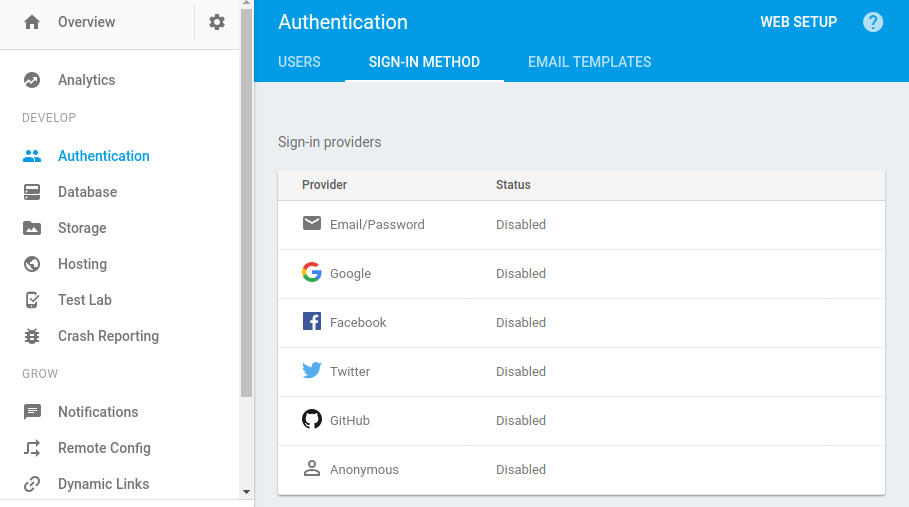 Overview
Analytics
DEVELOP
Authentication
Database
Storage
Hosting
Test Lab
Crash Reporting
GROW
Notifications
Remote Config
Dynamic Links
Authentication
WEB SETUP
?
USERS SIGN-IN METHOD EMAIL TEMPLATES
Sign-in providers
Provider Status
Email/Password Disabled
Google Disabled
Facebook Disabled
Twitter Disabled
GitHub Disabled
Anonymous Disabled